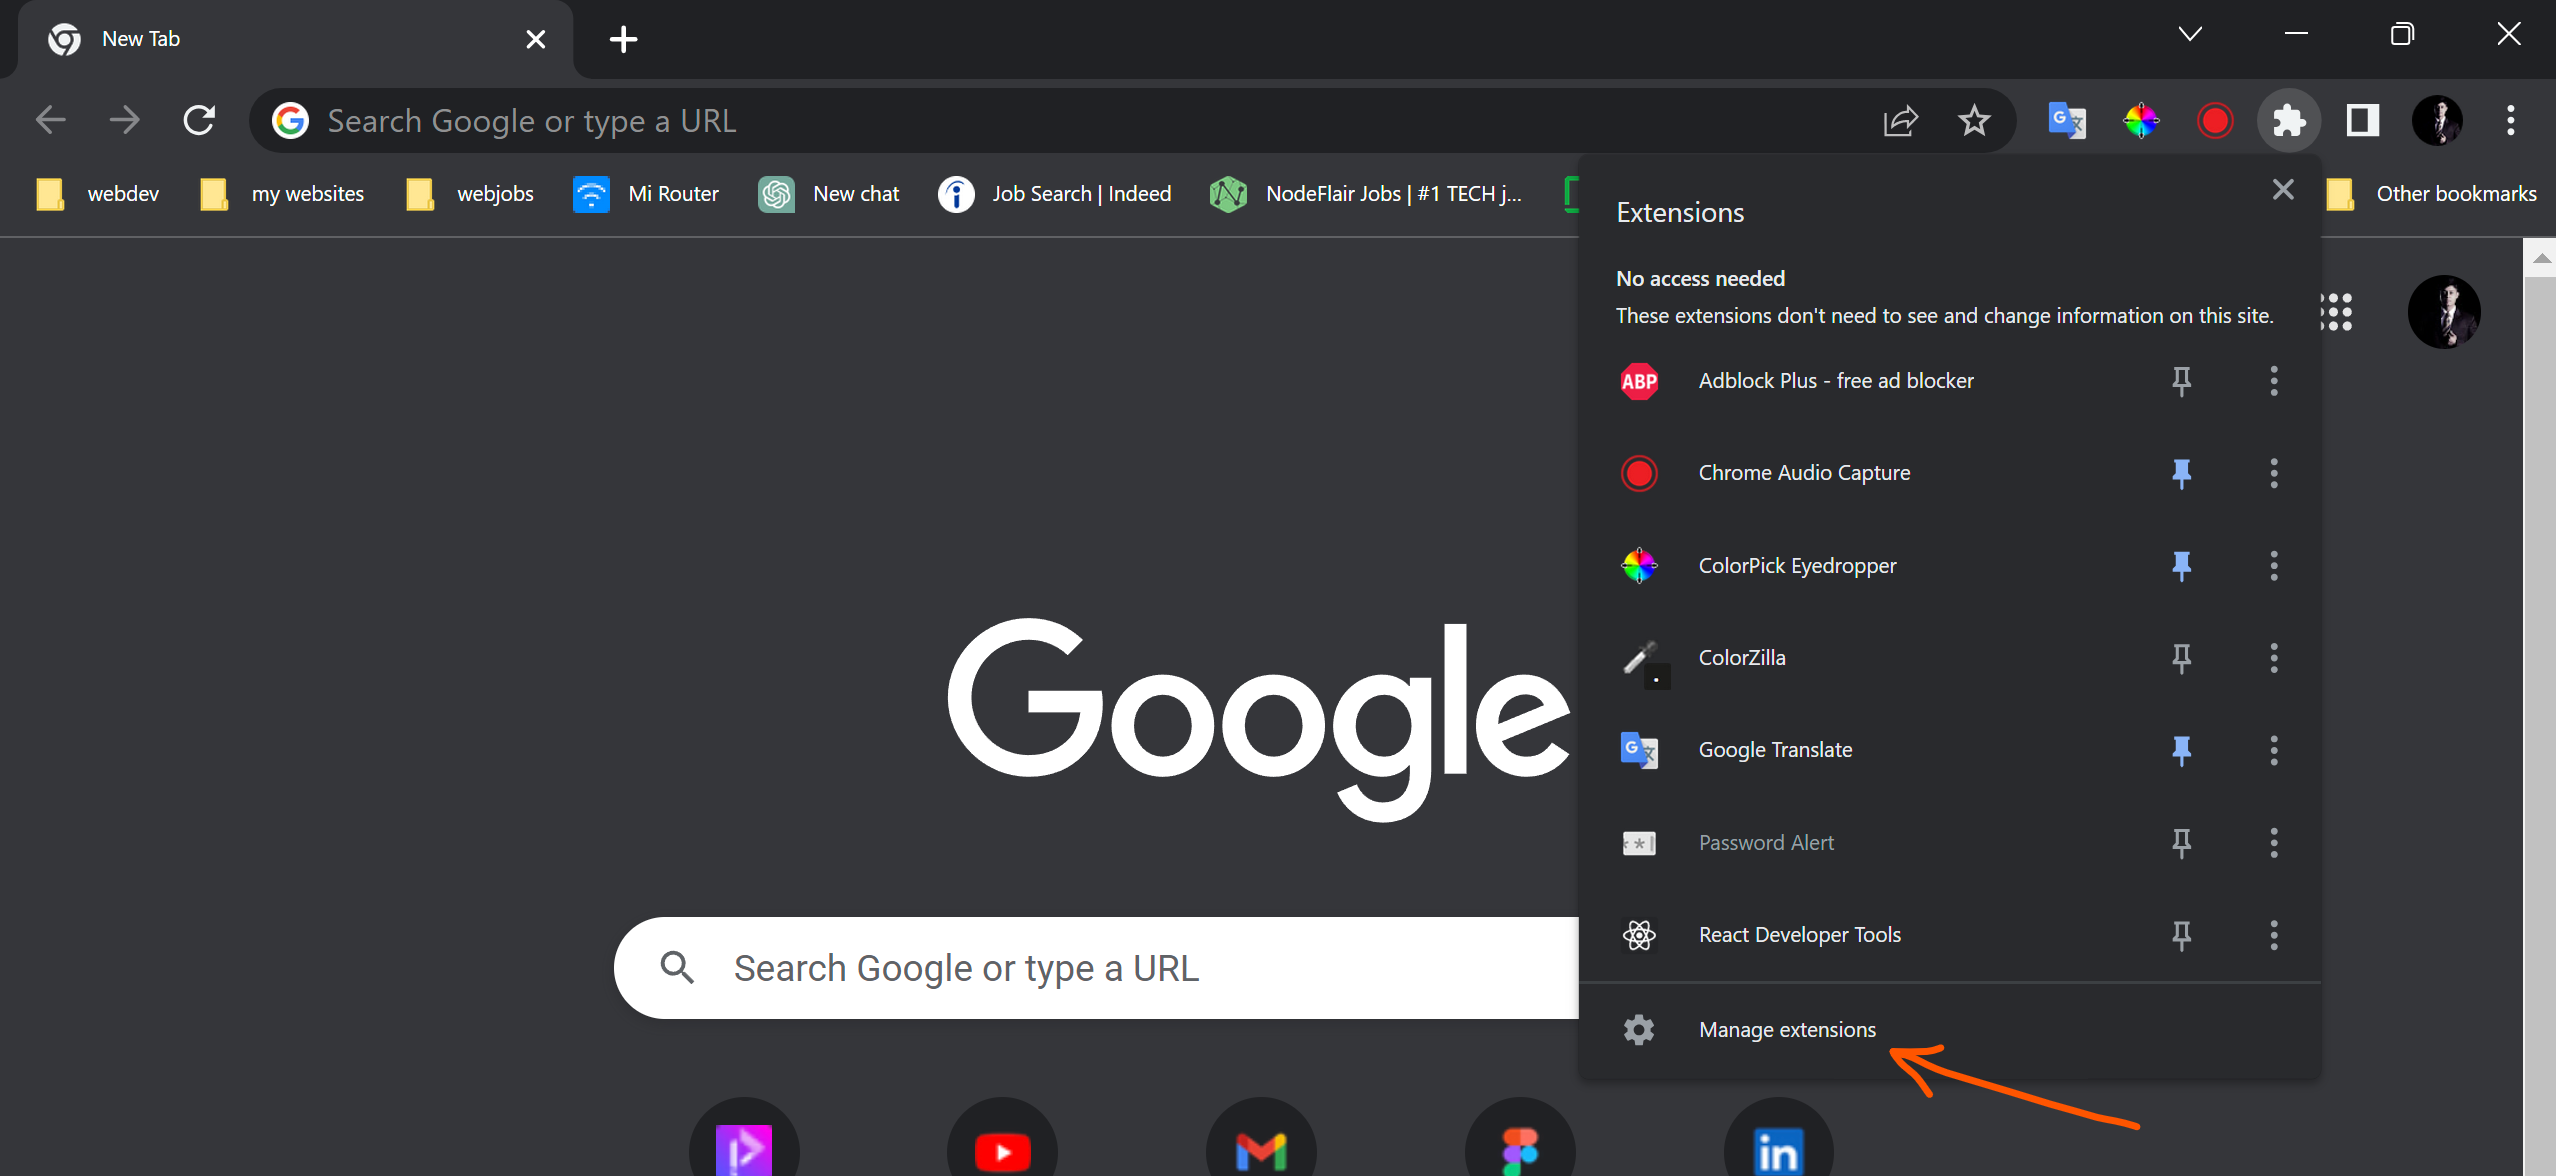 New Tab
Search Google or type a URL
webdev
my websites
webjobs
Mi Router
New chat
Job Search | Indeed
NodeFlair Jobs | #1 TECH j...
Other bookmarks
Extensions
No access needed
These extensions don't need to see and change information on this site.
ABP Adblock Plus - free ad blocker
Chrome Audio Capture
ColorPick Eyedropper
ColorZilla
Google Translate
Password Alert
React Developer Tools
Manage extensions
Google
Search Google or type a URL
in